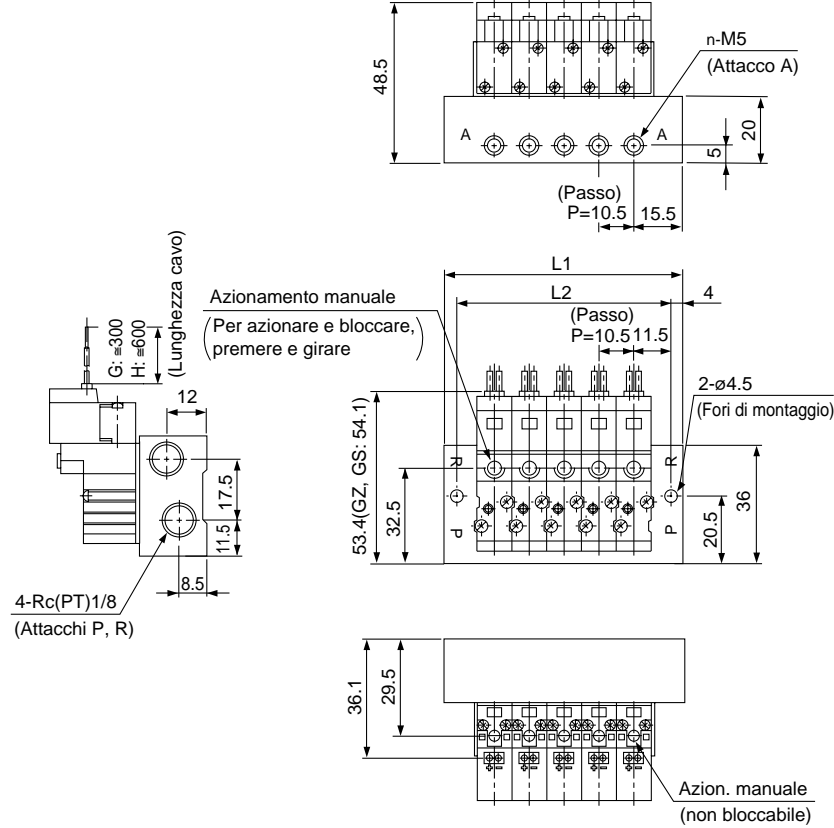 48.5
n-M5
(Attacco A)
A
A
20
5
(Passo)
P=10.5
15.5
L1
L2
4
(Passo)
P=10.5
11.5
Azionamento manuale
(Per azionare e bloccare,
premere e girare)
G: ≅300
H: ≅600
(Lunghezza cavo)
12
17.5
11.5
8.5
4-Rc(PT)1/8
(Attacchi P, R)
53.4(GZ, GS: 54.1)
32.5
R
R
P
P
2-ø4.5
(Fori di montaggio)
36
20.5
36.1
29.5
+ − + − + − + − + −
Azion. manuale
(non bloccabile)